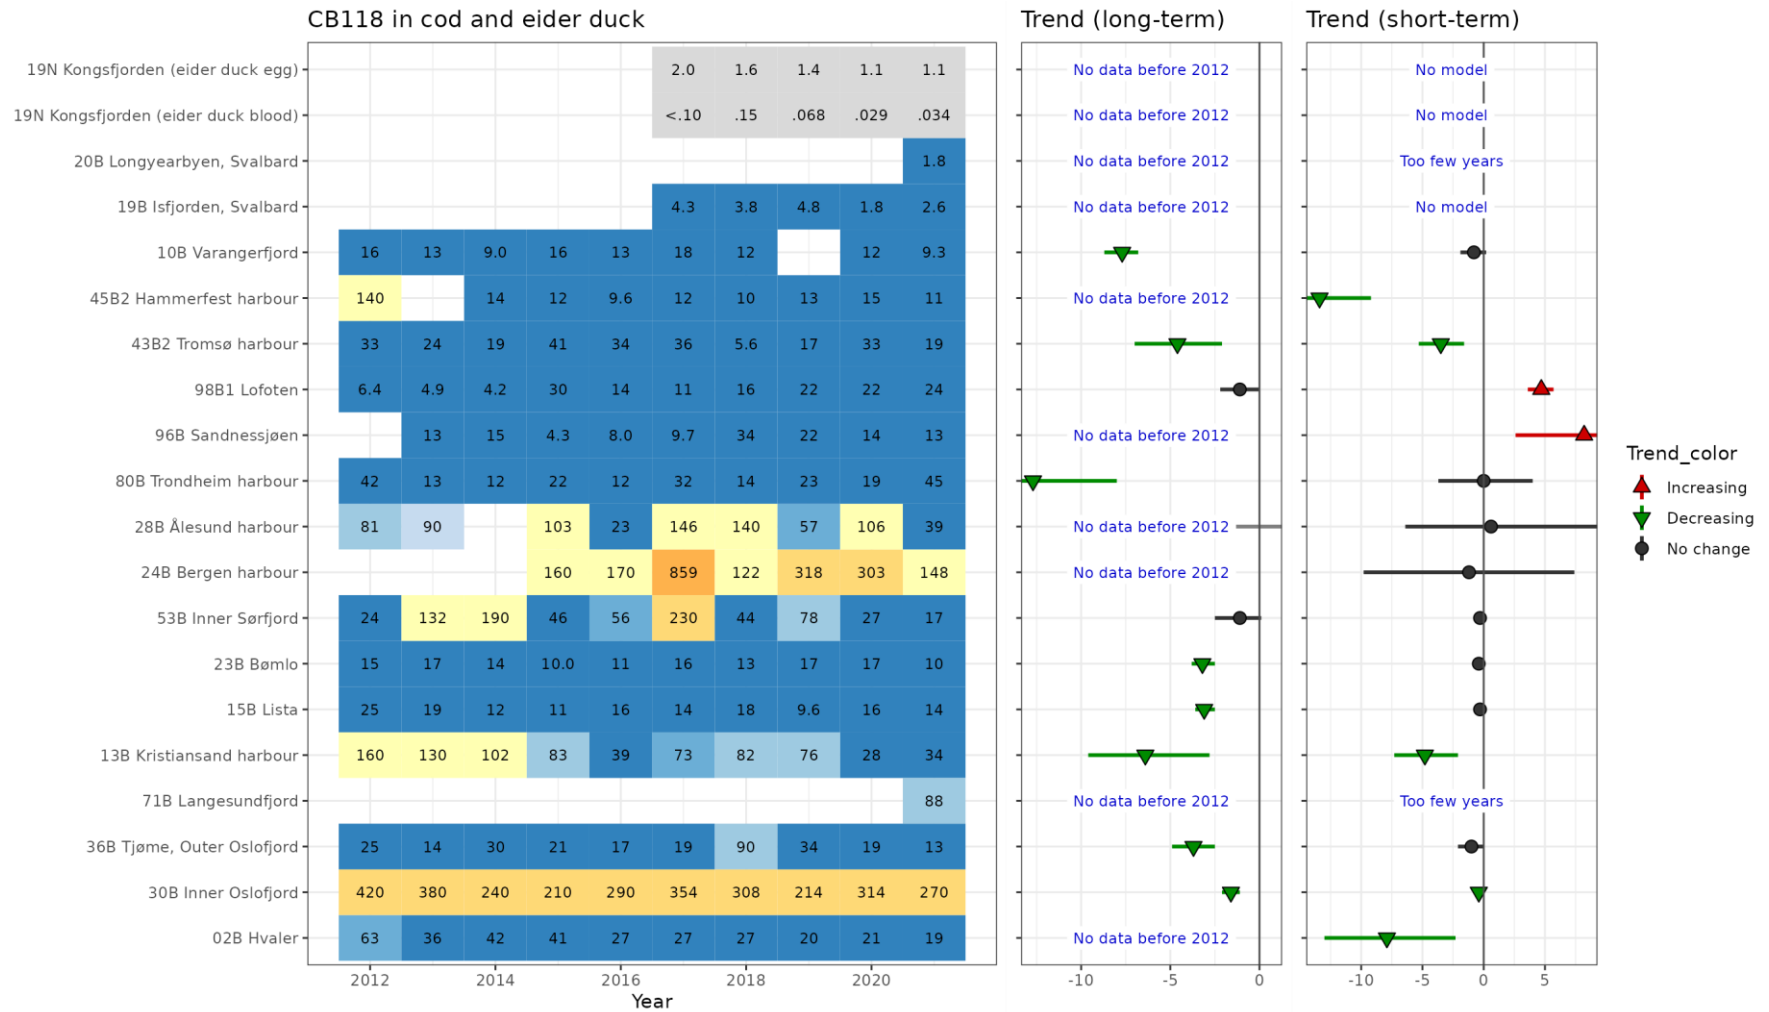 CB118 in cod and eider duck
Trend (long-term)
Trend (short-term)
19N Kongsfjorden (eider duck egg) 2.0 1.6 1.4 1.1 1.1 No data before 2012 No model
19N Kongsfjorden (eider duck blood) <.10 .15 .068 .029 .034 No data before 2012 No model
20B Longyearbyen, Svalbard 1.8 No data before 2012 Too few years
19B Isfjorden, Svalbard 4.3 3.8 4.8 1.8 2.6 No data before 2012 No model
10B Varangerfjord 16 13 9.0 16 13 18 12 12 9.3
45B2 Hammerfest harbour 140 14 12 9.6 12 10 13 15 11 No data before 2012
43B2 Tromsø harbour 33 24 19 41 34 36 5.6 17 33 19
98B1 Lofoten 6.4 4.9 4.2 30 14 11 16 22 22 24
96B Sandnessjøen 13 15 4.3 8.0 9.7 34 22 14 13 No data before 2012
80B Trondheim harbour 42 13 12 22 12 32 14 23 19 45
28B Ålesund harbour 81 90 103 23 146 140 57 106 39 No data before 2012
24B Bergen harbour 160 170 859 122 318 303 148 No data before 2012
53B Inner Sørfjord 24 132 190 46 56 230 44 78 27 17
23B Bømlo 15 17 14 10.0 11 16 13 17 17 10
15B Lista 25 19 12 11 16 14 18 9.6 16 14
13B Kristiansand harbour 160 130 102 83 39 73 82 76 28 34
71B Langesundfjord 88 No data before 2012 Too few years
36B Tjøme, Outer Oslofjord 25 14 30 21 17 19 90 34 19 13
30B Inner Oslofjord 420 380 240 210 290 354 308 214 314 270
02B Hvaler 63 36 42 41 27 27 27 20 21 19 No data before 2012
2012 2014 2016 2018 2020
Year
-10 -5 0
-10 -5 0 5
Trend_color
Increasing
Decreasing
No change